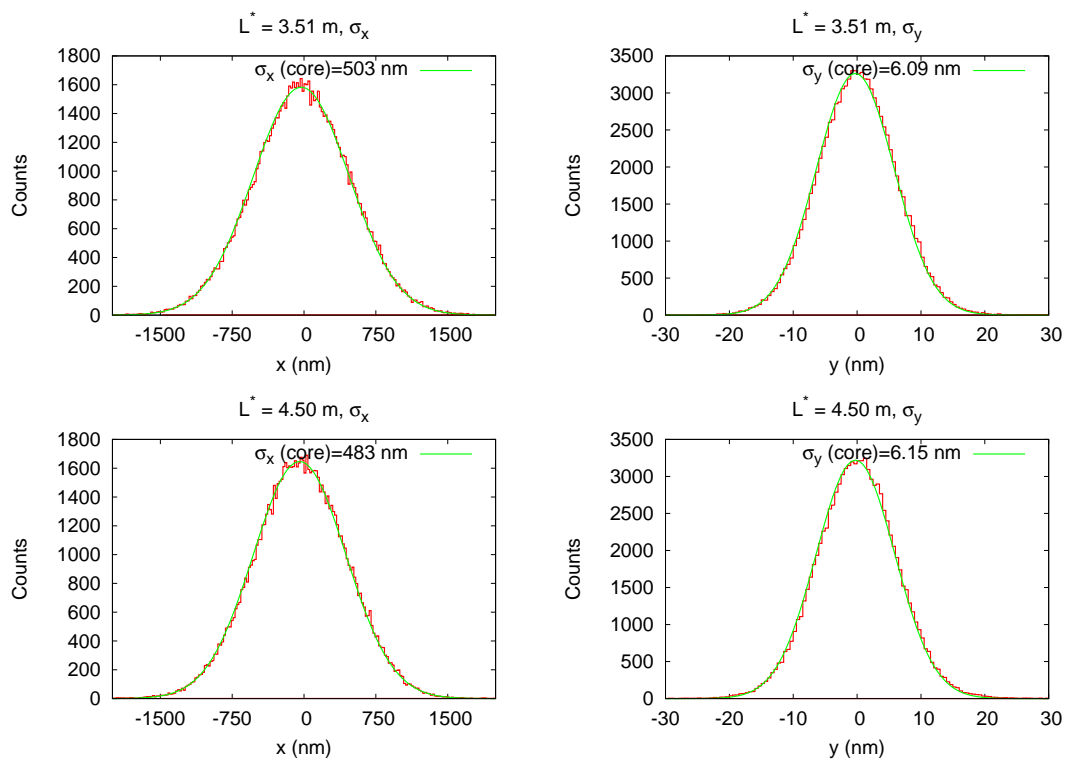 L* = 3.51 m, σx
σx (core)=503 nm
Counts
1800
1600
1400
1200
1000
800
600
400
200
0
-1500 -750 0 750 1500
x (nm)
L* = 3.51 m, σy
σy (core)=6.09 nm
Counts
3500
3000
2500
2000
1500
1000
500
0
-30 -20 -10 0 10 20 30
y (nm)
L* = 4.50 m, σx
σx (core)=483 nm
Counts
1800
1600
1400
1200
1000
800
600
400
200
0
-1500 -750 0 750 1500
x (nm)
L* = 4.50 m, σy
σy (core)=6.15 nm
Counts
3500
3000
2500
2000
1500
1000
500
0
-30 -20 -10 0 10 20 30
y (nm)